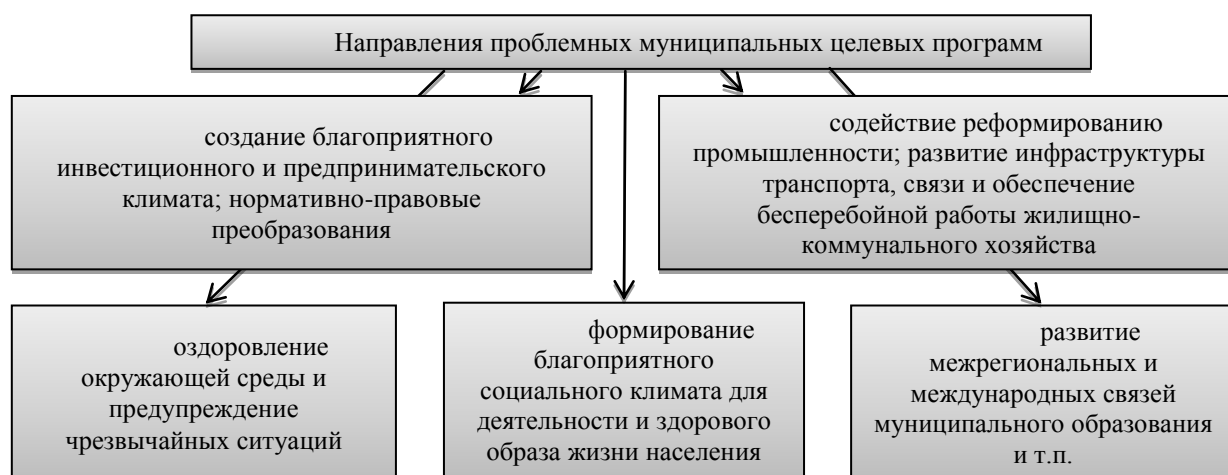 Направления проблемных муниципальных целевых программ
создание благоприятного
инвестиционного и предпринимательского
климата; нормативно-правовые
преобразования
содействие реформированию
промышленности; развитие инфраструктуры
транспорта, связи и обеспечение
бесперебойной работы жилищно-
коммунального хозяйства
оздоровление
окружающей среды и
предупреждение
чрезвычайных ситуаций
формирование
благоприятного
социального климата для
деятельности и здорового
образа жизни населения
развитие
межрегиональных и
международных связей
муниципального образования
и т.п.